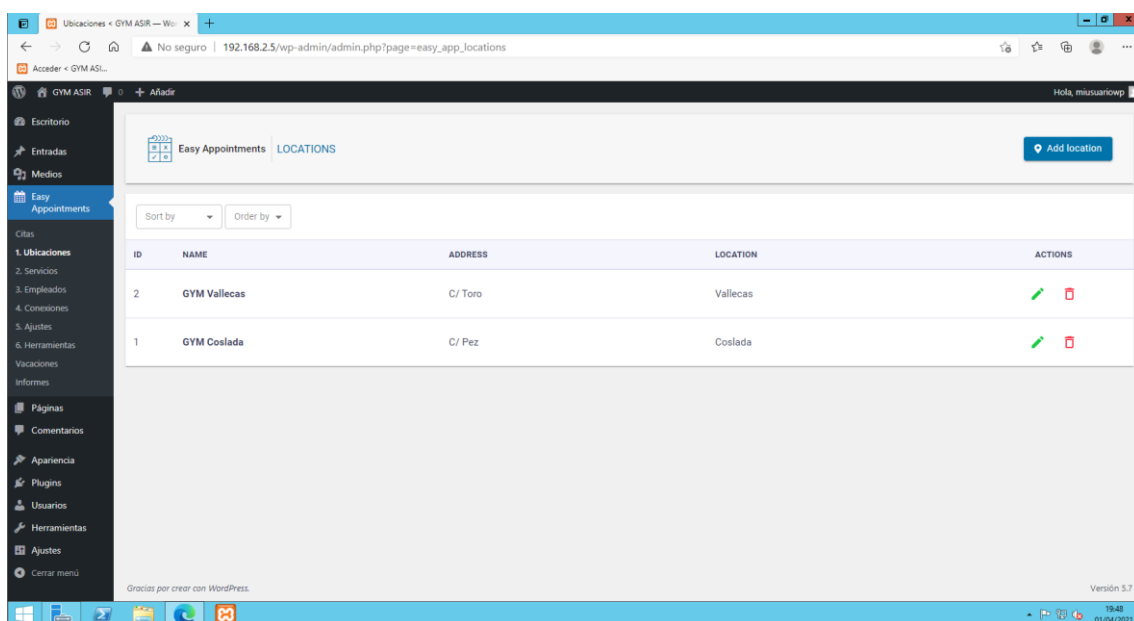 Ubicaciones < GYM ASIR — Wo
No seguro | 192.168.2.5/wp-admin/admin.php?page=easy_app_locations
Acceder < GYM ASI...
GYM ASIR 0 + Añadir Hola, miusuariowp
Escritorio
Entradas
Medios
Easy Appointments
Citas
1. Ubicaciones
2. Servicios
3. Empleados
4. Conexiones
5. Ajustes
6. Herramientas
Vacaciones
Informes
Páginas
Comentarios
Apariencia
Plugins
Usuarios
Herramientas
Ajustes
Cerrar menú
Easy Appointments LOCATIONS Add location
Sort by Order by
ID NAME ADDRESS LOCATION ACTIONS
2 GYM Vallecas C/ Toro Vallecas
1 GYM Coslada C/ Pez Coslada
Gracias por crear con WordPress. Versión 5.7
19:48
01/04/2021